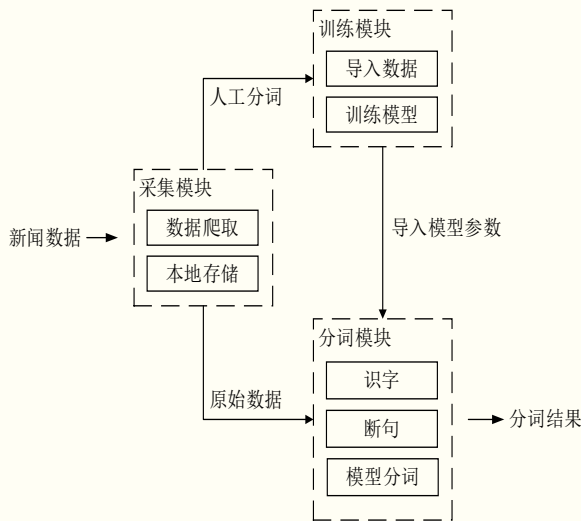 训练模块
导入数据
训练模型
人工分词
采集模块
数据爬取
本地存储
新闻数据
导入模型参数
原始数据
分词模块
识字
断句
模型分词
分词结果